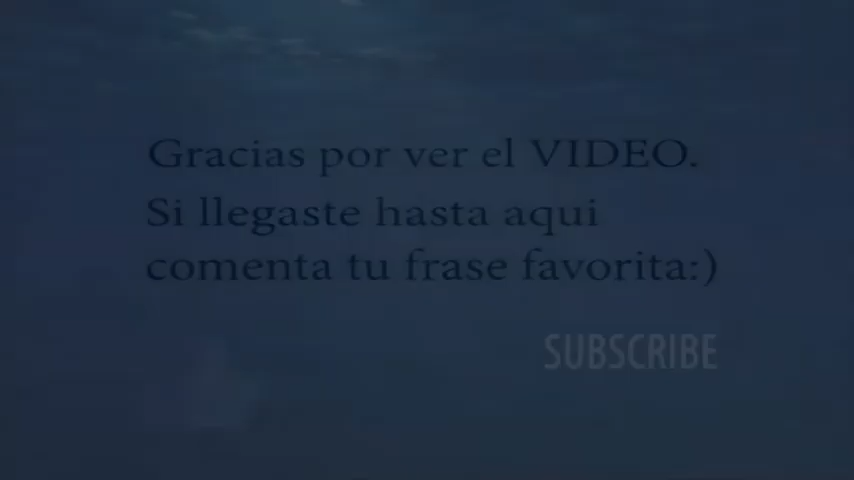 Gracias por ver el VIDEO.
Si llegaste hasta aqui
comenta tu frase favorita:)
SUBSCRIBE